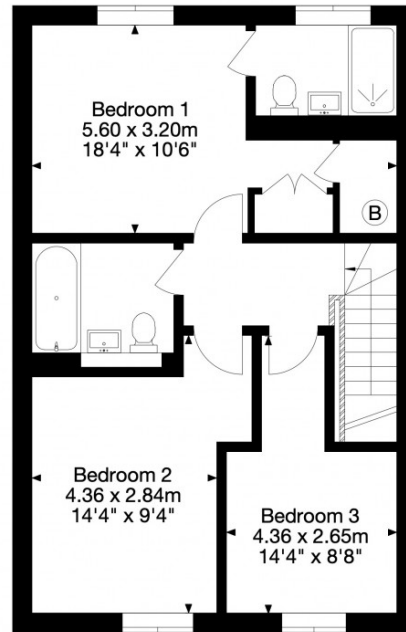 Bedroom 1
5.60 x 3.20m
18'4" x 10'6"
B
Bedroom 2
4.36 x 2.84m
14'4" x 9'4"
Bedroom 3
4.36 x 2.65m
14'4" x 8'8"